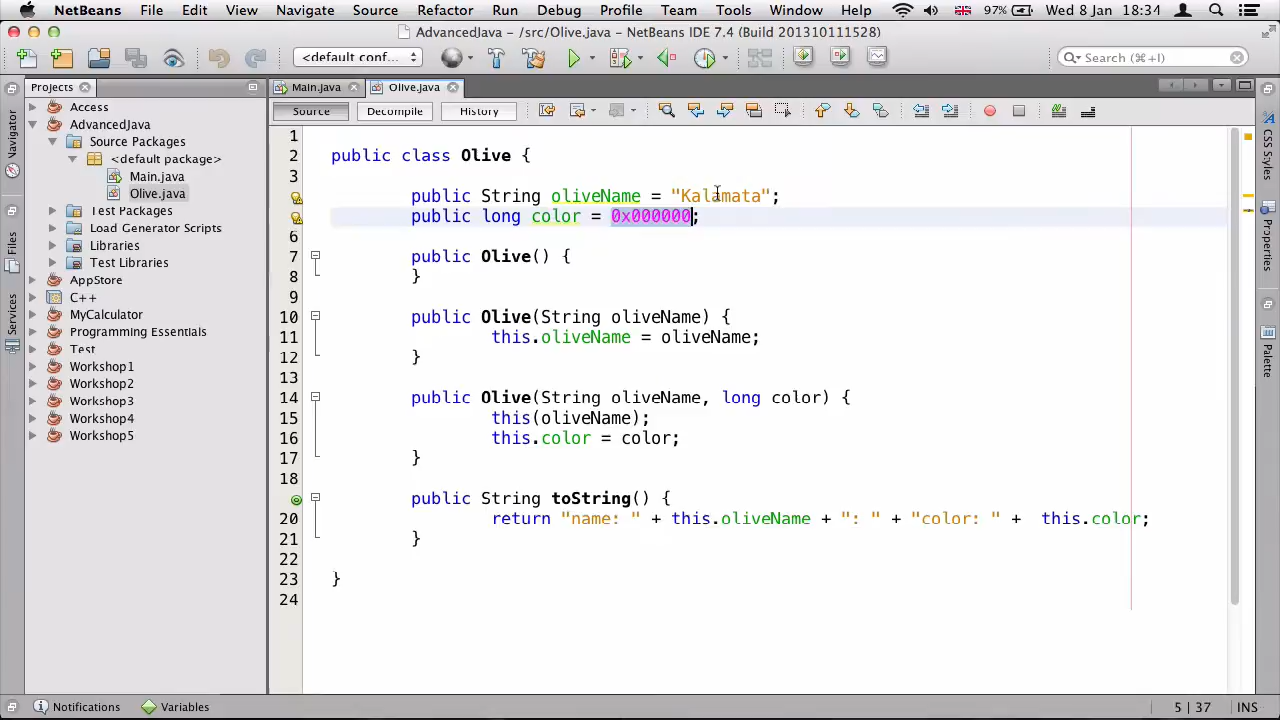 NetBeans File Edit View Navigate Source Refactor Run Debug Profile Team Tools Window Help 97% Wed 8 Jan 18:34
AdvancedJava - /src/Olive.java - NetBeans IDE 7.4 (Build 201310111528)
<default conf... Search (⌘+I)
Projects Main.java Olive.java
Source Decompile History
Navigator
Files
Services
Access
AdvancedJava
Source Packages
<default package>
Main.java
Olive.java
Test Packages
Load Generator Scripts
Libraries
Test Libraries
AppStore
C++
MyCalculator
Programming Essentials
Test
Workshop1
Workshop2
Workshop3
Workshop4
Workshop5
1
2 public class Olive {
3
public String oliveName = "Kalamata";
public long color = 0x000000;
6
7 public Olive() {
8 }
9
10 public Olive(String oliveName) {
11 this.oliveName = oliveName;
12 }
13
14 public Olive(String oliveName, long color) {
15 this(oliveName);
16 this.color = color;
17 }
18
public String toString() {
20 return "name: " + this.oliveName + ": " + "color: " +  this.color;
21 }
22
23 }
24
CSS Styles
Properties
Palette
Notifications Variables 5 | 37 INS